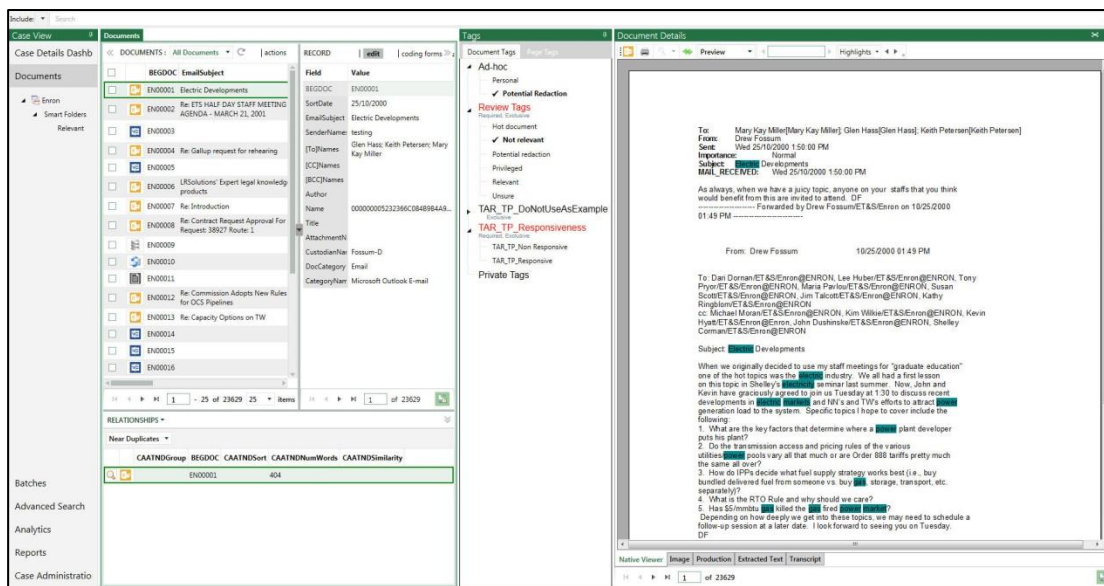 Include: Search
Case View
Case Details Dashb
Documents
Enron
Smart Folders
Relevant
Batches
Advanced Search
Analytics
Reports
Case Administratio
Documents
DOCUMENTS: All Documents | actions
BEGDOC EmailSubject
EN00001 Electric Developments
EN00002 Re: ETS HALF DAY STAFF MEETING
AGENDA - MARCH 21, 2001
EN00003
EN00004 Re: Gallup request for rehearing
EN00005
EN00006 LRSolutions' Expert legal knowledg
products
EN00007 Re: Introduction
EN00008 Re: Contract Request Approval For
Request: 38927 Route: 1
EN00009
EN00010
EN00011
EN00012 Re: Commission Adopts New Rules
for OCS Pipelines
EN00013 Re: Capacity Options on TW
EN00014
EN00015
EN00016
1 - 25 of 23629 25 items
RECORD | edit | coding forms
Field Value
BEGDOC EN00001
SortDate 25/10/2000
EmailSubject Electric Developments
SenderName testing
[To]Names Glen Hass; Keith Petersen; Mary
Kay Miller
[CC]Names
[BCC]Names
Author
Name
Title
AttachmentN
CustodianNar Fossum-D
DocCategory Email
CategoryNam Microsoft Outlook E-mail
1 of 23629
RELATIONSHIPS
Near Duplicates
CAATNDGroup BEGDOC CAATNDSort CAATNDNumWords CAATNDSimilarity
EN00001 404
Tags
Document Tags Page Tags
Ad-hoc
Personal
✔ Potential Redaction
Review Tags
Required, Exclusive
Hot document
✔ Not relevant
Potential redaction
Privileged
Relevant
Unsure
TAR_TP_DoNotUseAsExample
Exclusive
TAR_TP_Responsiveness
Required, Exclusive
TAR_TP_Non Responsive
TAR_TP_Responsive
Private Tags
Document Details
Preview Highlights
To: Mary Kay Miller[Mary Kay Miller]; Glen Hass[Glen Hass]; Keith Petersen[Keith Petersen]
From: Drew Fossum
Sent: Wed 25/10/2000 1:50:00 PM
Importance: Normal
Subject: Electric Developments
MAIL_RECEIVED: Wed 25/10/2000 1:50:00 PM
As always, when we have a juicy topic, anyone on your staffs that you think
would benefit from this are invited to attend. DF
---------------------- Forwarded by Drew Fossum/ET&S/Enron on 10/25/2000
01:49 PM ---------------------------
From: Drew Fossum 10/25/2000 01:49 PM
To: Dari Dornan/ET&S/Enron@ENRON, Lee Huber/ET&S/Enron@ENRON, Tony
Pryor/ET&S/Enron@ENRON, Maria Pavlou/ET&S/Enron@ENRON, Susan
Scott/ET&S/Enron@ENRON, Jim Talcott/ET&S/Enron@ENRON, Kathy
Ringblom/ET&S/Enron@ENRON
cc: Michael Moran/ET&S/Enron@ENRON, Kim Wilkie/ET&S/Enron@ENRON, Kevin
Hyatt/ET&S/Enron@Enron, John Dushinske/ET&S/Enron@ENRON, Shelley
Corman/ET&S/Enron@ENRON
Subject: Electric Developments
When we originally decided to use my staff meetings for "graduate education"
one of the hot topics was the electric industry. We all had a first lesson
on this topic in Shelley's electricity seminar last summer. Now, John and
Kevin have graciously agreed to join us Tuesday at 1:30 to discuss recent
developments in electric markets and NN's and TW's efforts to attract power
generation load to the system. Specific topics I hope to cover include the
following:
1. What are the key factors that determine where a power plant developer
puts his plant?
2. Do the transmission access and pricing rules of the various
utilities/power pools vary all that much or are Order 888 tariffs pretty much
the same all over?
3. How do IPPs decide what fuel supply strategy works best (i.e., buy
bundled delivered fuel from someone vs. buy gas, storage, transport, etc.
separately)?
4. What is the RTO Rule and why should we care?
5. Has $5/mmbtu gas killed the gas fired power market?
Depending on how deeply we get into these topics, we may need to schedule a
follow-up session at a later date. I look forward to seeing you on Tuesday.
DF
Native Viewer Image Production Extracted Text Transcript
1 of 23629